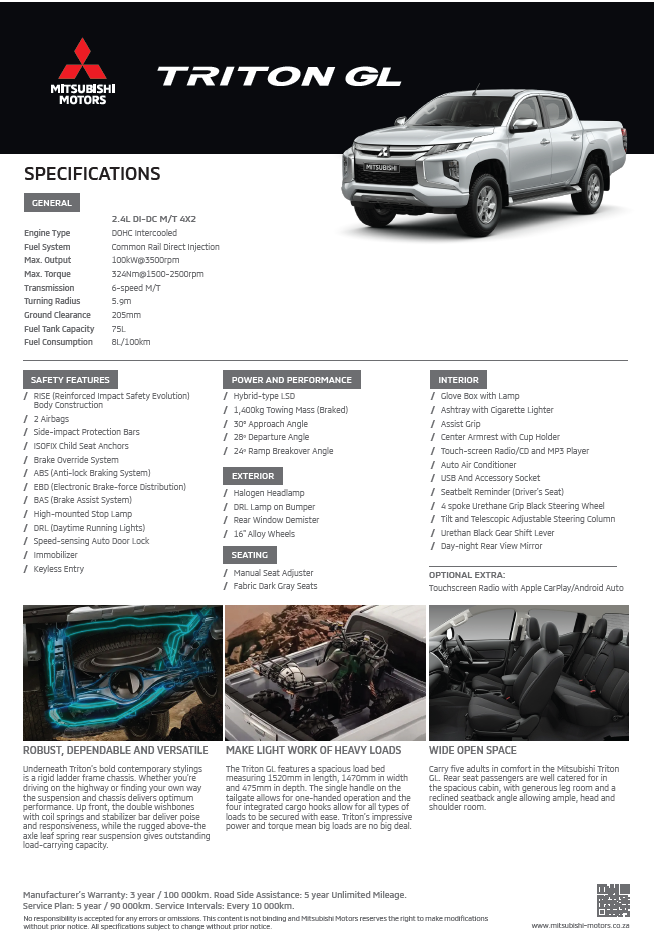 MITSUBISHI
MOTORS
TRITON GL
MITSUBISHI
SPECIFICATIONS
GENERAL
2.4L DI-DC M/T 4X2
Engine Type DOHC Intercooled
Fuel System Common Rail Direct Injection
Max. Output 100kW@3500rpm
Max. Torque 324Nm@1500-2500rpm
Transmission 6-speed M/T
Turning Radius 5.9m
Ground Clearance 205mm
Fuel Tank Capacity 75L
Fuel Consumption 8L/100km
SAFETY FEATURES
/ RISE (Reinforced Impact Safety Evolution)
Body Construction
/ 2 Airbags
/ Side-impact Protection Bars
/ ISOFIX Child Seat Anchors
/ Brake Override System
/ ABS (Anti-lock Braking System)
/ EBD (Electronic Brake-force Distribution)
/ BAS (Brake Assist System)
/ High-mounted Stop Lamp
/ DRL (Daytime Running Lights)
/ Speed-sensing Auto Door Lock
/ Immobilizer
/ Keyless Entry
POWER AND PERFORMANCE
/ Hybrid-type LSD
/ 1,400kg Towing Mass (Braked)
/ 30º Approach Angle
/ 28º Departure Angle
/ 24º Ramp Breakover Angle
EXTERIOR
/ Halogen Headlamp
/ DRL Lamp on Bumper
/ Rear Window Demister
/ 16" Alloy Wheels
SEATING
/ Manual Seat Adjuster
/ Fabric Dark Gray Seats
INTERIOR
/ Glove Box with Lamp
/ Ashtray with Cigarette Lighter
/ Assist Grip
/ Center Armrest with Cup Holder
/ Touch-screen Radio/CD and MP3 Player
/ Auto Air Conditioner
/ USB And Accessory Socket
/ Seatbelt Reminder (Driver's Seat)
/ 4 spoke Urethane Grip Black Steering Wheel
/ Tilt and Telescopic Adjustable Steering Column
/ Urethan Black Gear Shift Lever
/ Day-night Rear View Mirror
OPTIONAL EXTRA:
Touchscreen Radio with Apple CarPlay/Android Auto
ROBUST, DEPENDABLE AND VERSATILE
Underneath Triton's bold contemporary stylings
is a rigid ladder frame chassis. Whether you're
driving on the highway or finding your own way
the suspension and chassis delivers optimum
performance. Up front, the double wishbones
with coil springs and stabilizer bar deliver poise
and responsiveness, while the rugged above-the
axle leaf spring rear suspension gives outstanding
load-carrying capacity.
MAKE LIGHT WORK OF HEAVY LOADS
The Triton GL features a spacious load bed
measuring 1520mm in length, 1470mm in width
and 475mm in depth. The single handle on the
tailgate allows for one-handed operation and the
four integrated cargo hooks allow for all types of
loads to be secured with ease. Triton's impressive
power and torque mean big loads are no big deal.
WIDE OPEN SPACE
Carry five adults in comfort in the Mitsubishi Triton
GL. Rear seat passengers are well catered for in
the spacious cabin, with generous leg room and a
reclined seatback angle allowing ample, head and
shoulder room.
Manufacturer's Warranty: 3 year / 100 000km. Road Side Assistance: 5 year Unlimited Mileage.
Service Plan: 5 year / 90 000km. Service Intervals: Every 10 000km.
No responsibility is accepted for any errors or omissions. This content is not binding and Mitsubishi Motors reserves the right to make modifications
without prior notice. All specifications subject to change without prior notice.
www.mitsubishi-motors.co.za